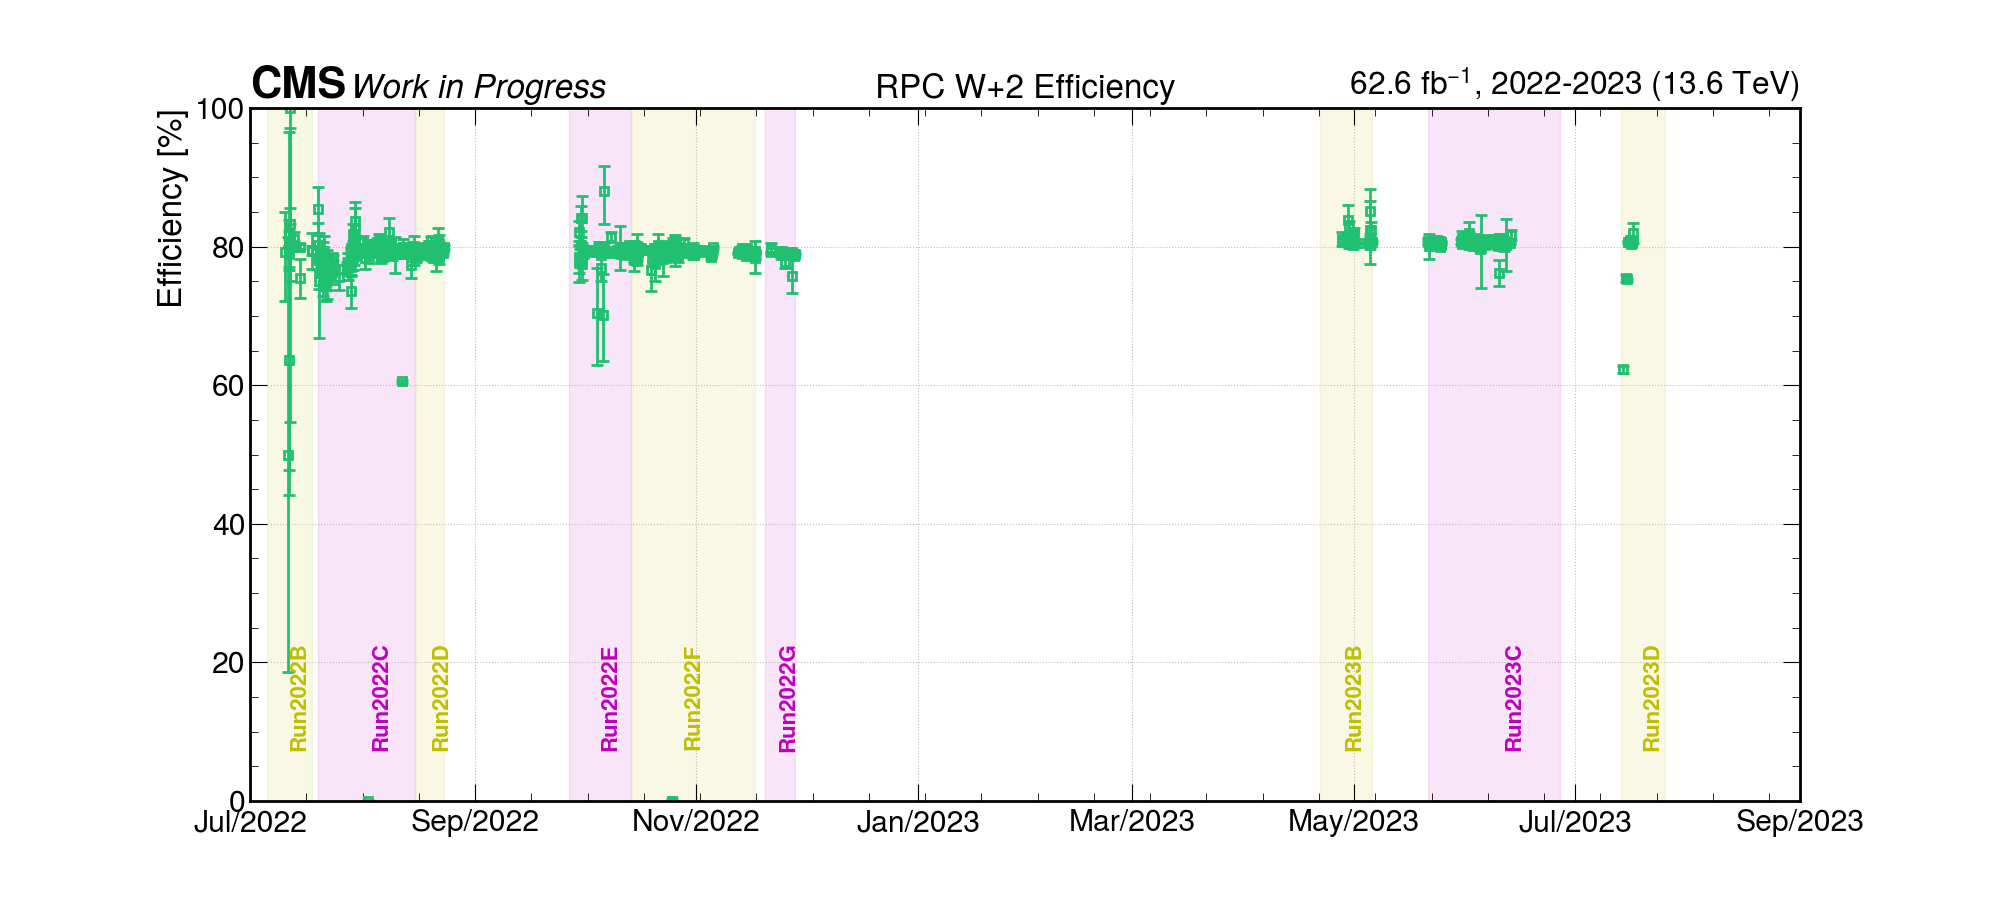 CMS Work in Progress RPC W+2 Efficiency 62.6 fb⁻¹, 2022-2023 (13.6 TeV)
Efficiency [%]
100
80
60
40
20
0
Run2022B Run2022C Run2022D Run2022E Run2022F Run2022G Run2023B Run2023C Run2023D
Jul/2022 Sep/2022 Nov/2022 Jan/2023 Mar/2023 May/2023 Jul/2023 Sep/2023